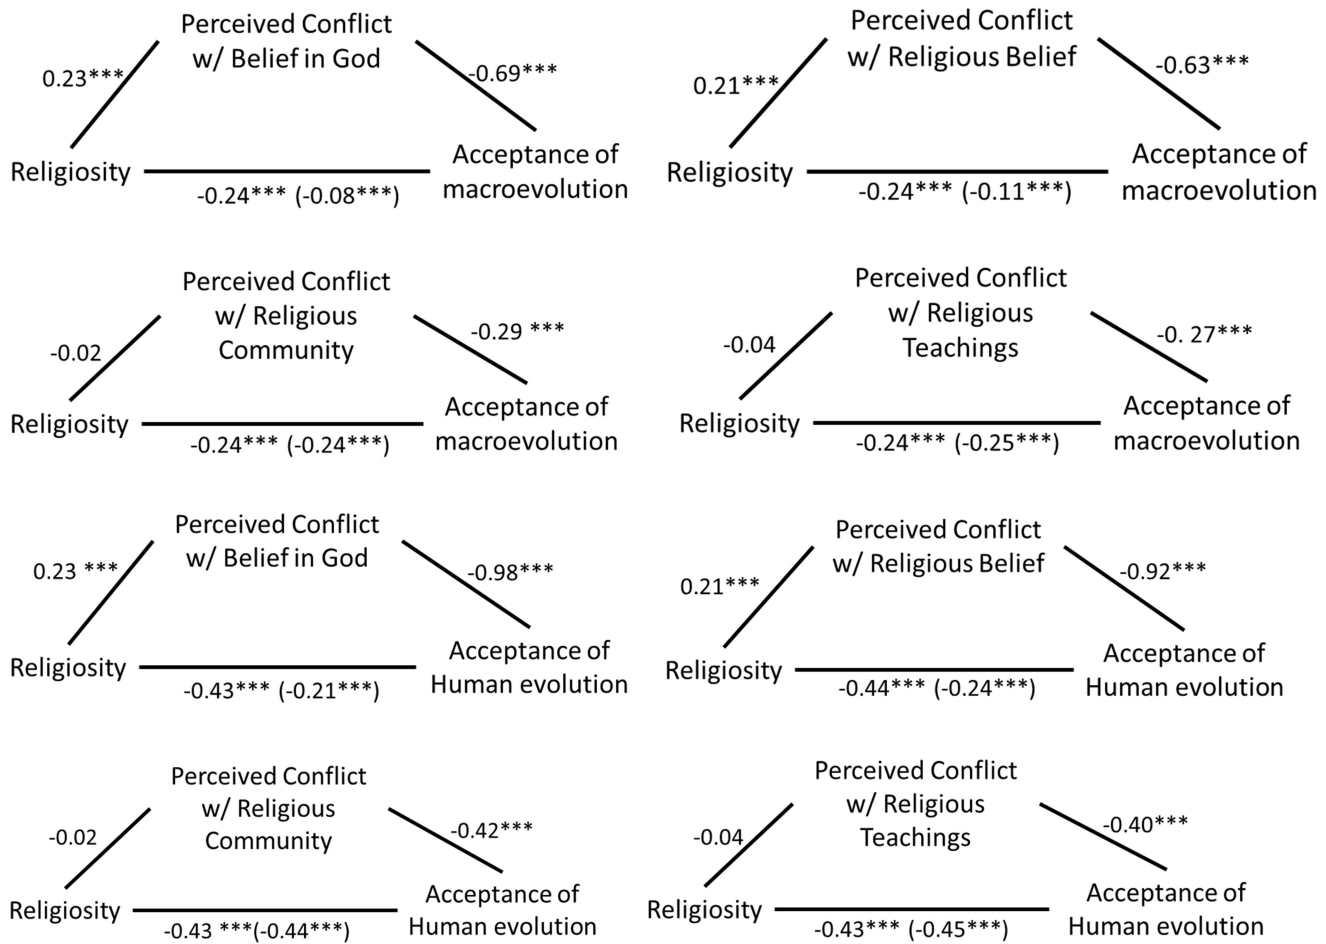 Perceived Conflict
w/ Belief in God
0.23***
-0.69***
Religiosity
Acceptance of
macroevolution
-0.24*** (-0.08***)
Perceived Conflict
w/ Religious Belief
0.21***
-0.63***
Religiosity
Acceptance of
macroevolution
-0.24*** (-0.11***)
Perceived Conflict
w/ Religious
Community
-0.02
-0.29 ***
Religiosity
Acceptance of
macroevolution
-0.24*** (-0.24***)
Perceived Conflict
w/ Religious
Teachings
-0.04
-0. 27***
Religiosity
Acceptance of
macroevolution
-0.24*** (-0.25***)
Perceived Conflict
w/ Belief in God
0.23 ***
-0.98***
Religiosity
Acceptance of
Human evolution
-0.43*** (-0.21***)
Perceived Conflict
w/ Religious Belief
0.21***
-0.92***
Religiosity
Acceptance of
Human evolution
-0.44*** (-0.24***)
Perceived Conflict
w/ Religious
Community
-0.02
-0.42***
Religiosity
Acceptance of
Human evolution
-0.43 ***(-0.44***)
Perceived Conflict
w/ Religious
Teachings
-0.04
-0.40***
Religiosity
Acceptance of
Human evolution
-0.43*** (-0.45***)